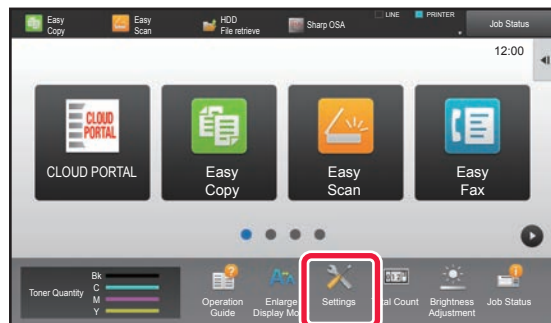 Easy
Copy
Easy
Scan
HDD
File retrieve
Sharp OSA
LINE
PRINTER
Job Status
12:00
CLOUD
PORTAL
CLOUD PORTAL
Easy
Copy
Easy
Scan
Easy
Fax
Toner Quantity
Bk
C
M
Y
Operation
Guide
Enlarge
Display Mo
Settings
tal Count
Brightness
Adjustment
Job Status